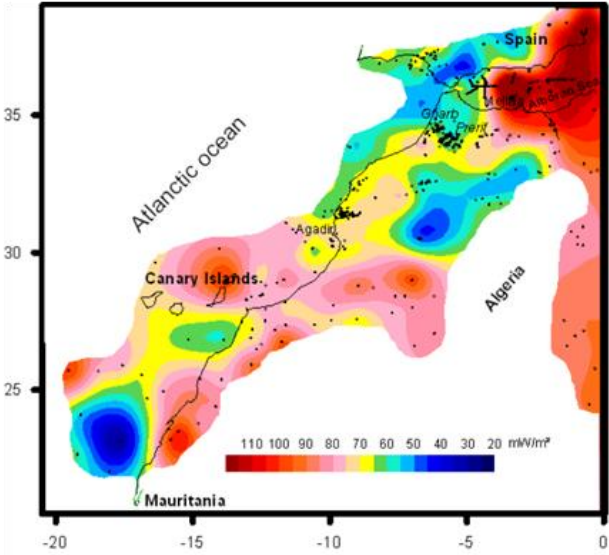 Spain
Melilla Alboran Sea
35
Gharb
Prerif
Atlanctic ocean
Agadir
30
Canary Islands
Algeria
25
110 100 90 80 70 60 50 40 30 20 mW/m²
Mauritania
-20 -15 -10 -5 0